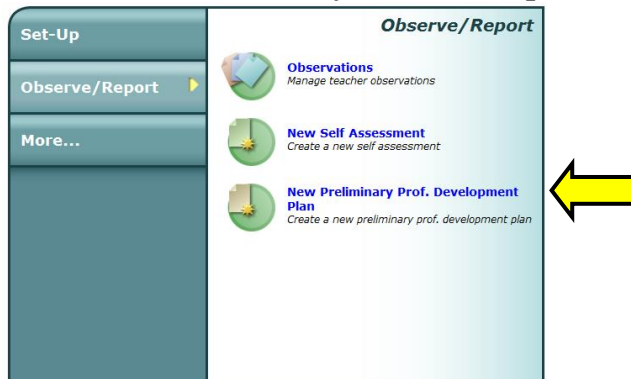 Set-Up
Observe/Report
More...
Observe/Report
Observations
Manage teacher observations
New Self Assessment
Create a new self assessment
New Preliminary Prof. Development
Plan
Create a new preliminary prof. development plan